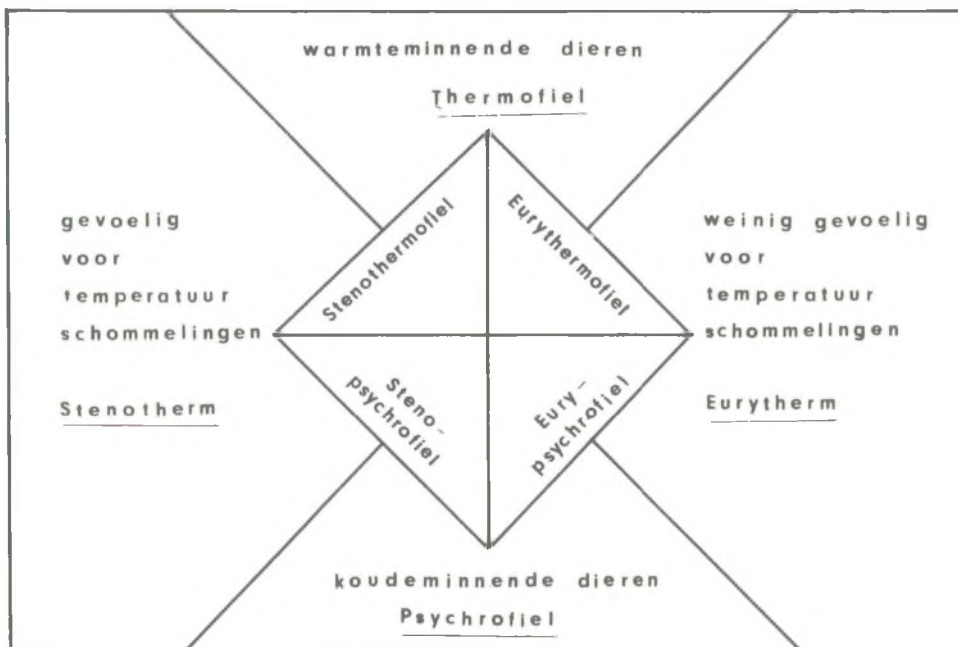 warmteminnende dieren
Thermofiel
gevoelig
voor
temperatuur
schommelingen
Stenotherm
Stenothermofiel
Eurythermofiel
Steno-
psychrofiel
Eury-
psychrofiel
weinig gevoelig
voor
temperatuur
schommelingen
Eurytherm
koudeminnende dieren
Psychrofiel